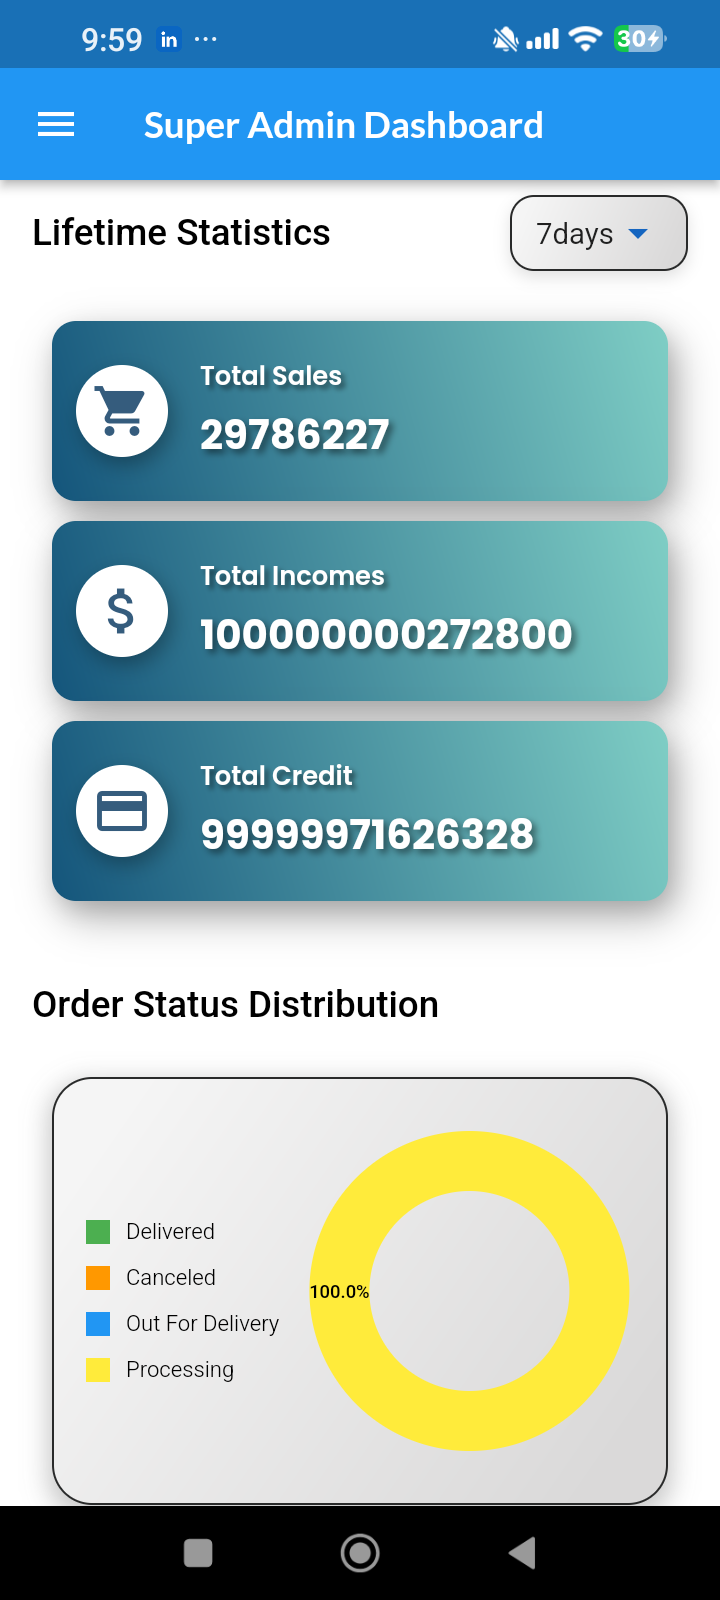 9:59 in ... 30
Super Admin Dashboard
Lifetime Statistics 7days
Total Sales
29786227
Total Incomes
100000000272800
$
Total Credit
99999971626328
Order Status Distribution
Delivered
Canceled
Out For Delivery
Processing
100.0%